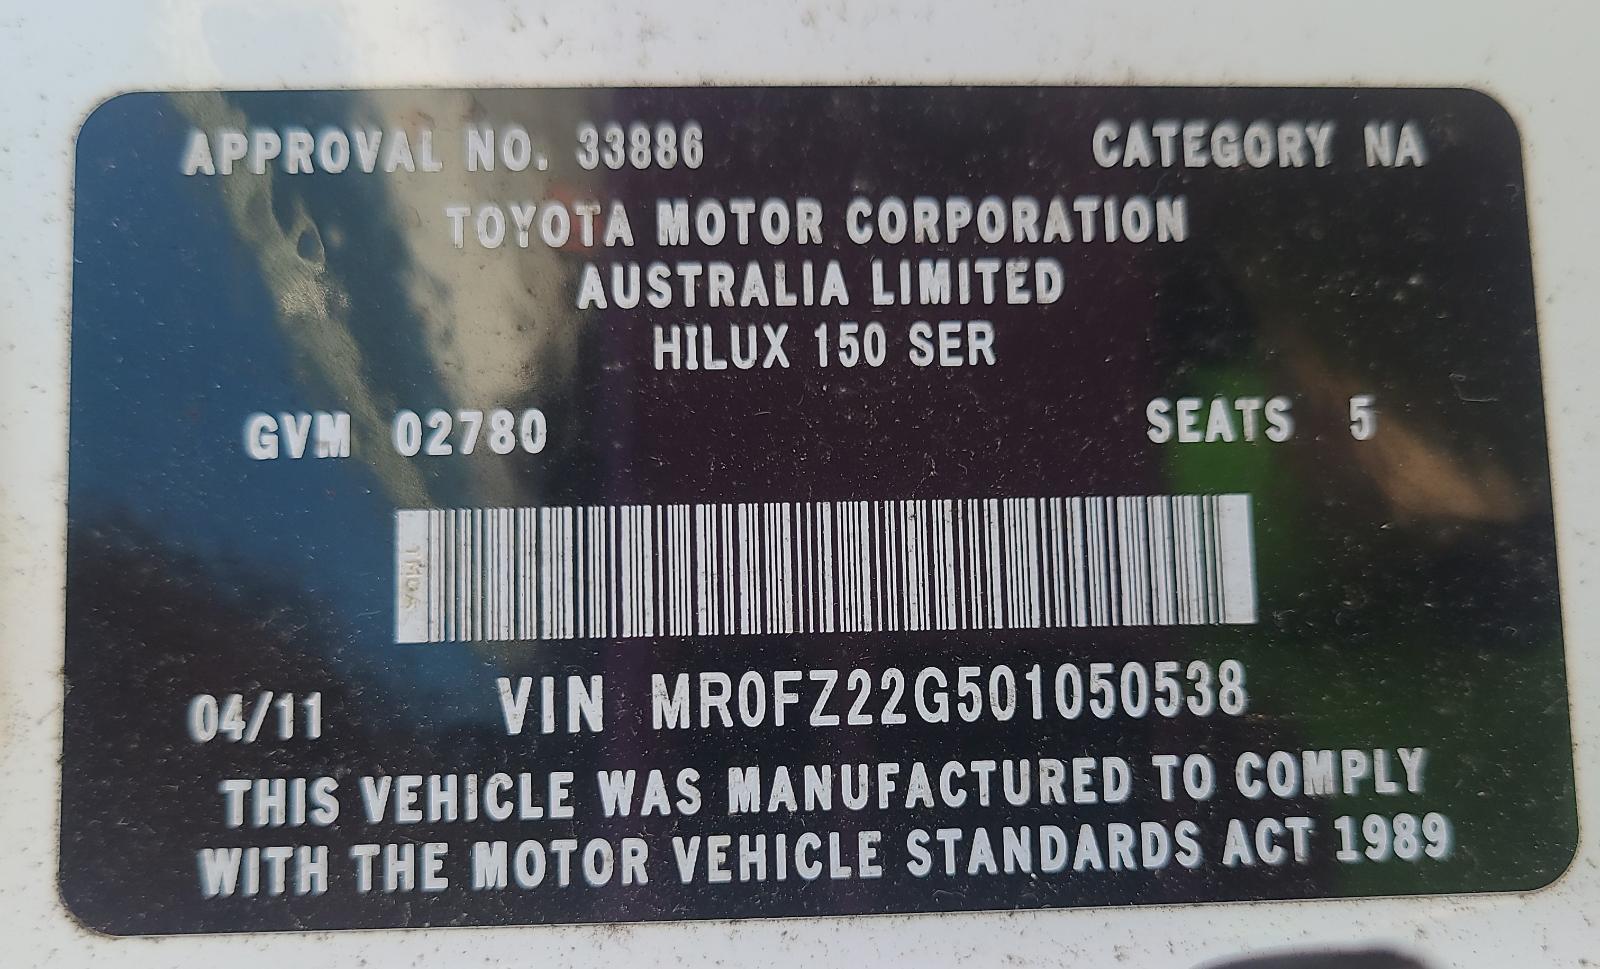 APPROVAL NO. 33886 CATEGORY NA
TOYOTA MOTOR CORPORATION
AUSTRALIA LIMITED
HILUX 150 SER
GVM 02780 SEATS 5
TMCA
04/11 VIN MR0FZ22G501050538
THIS VEHICLE WAS MANUFACTURED TO COMPLY
WITH THE MOTOR VEHICLE STANDARDS ACT 1989